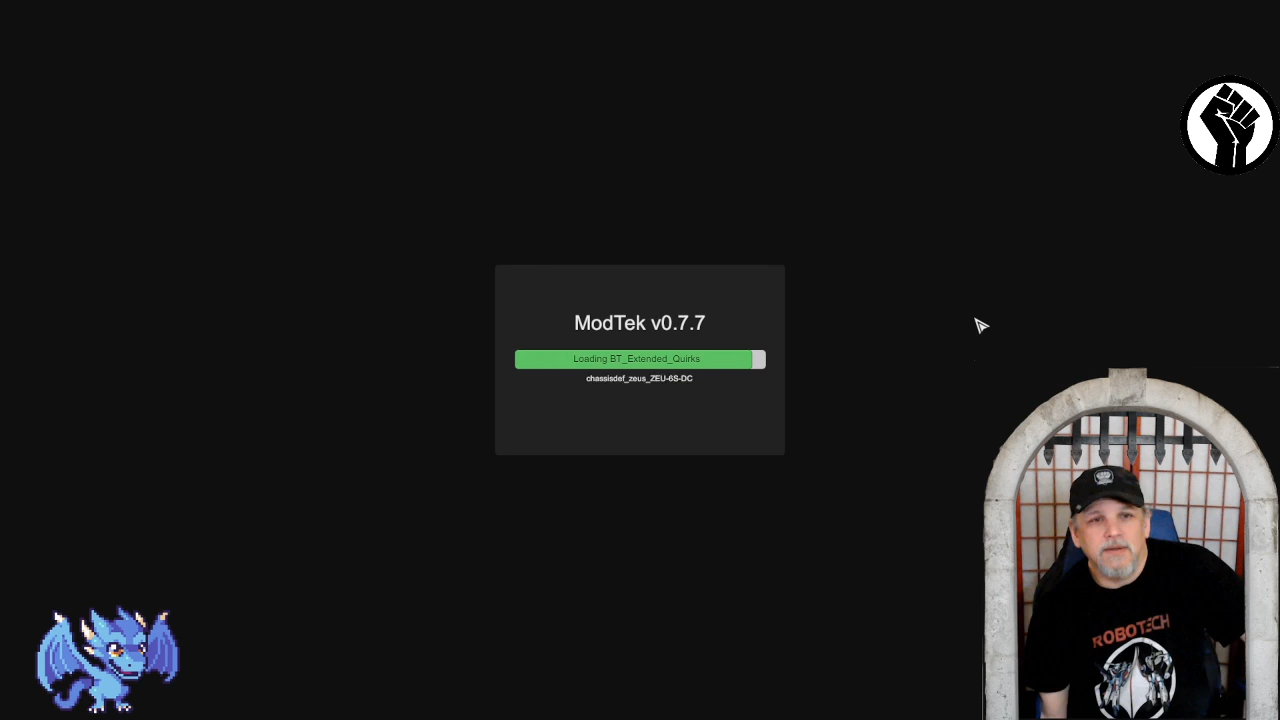 ModTek v0.7.7
Loading BT_Extended_Quirks
chassisdef_zeus_ZEU-6S-DC
ROBOTECH